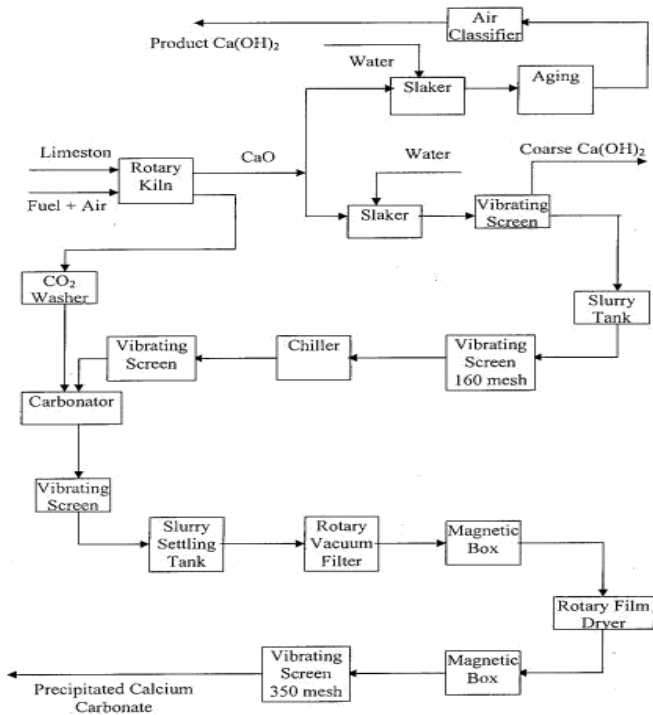 Air
Classifier
Product Ca(OH)2
Water
Slaker
Aging
Limeston
CaO
Water
Coarse Ca(OH)2
Rotary
Kiln
Fuel + Air
Slaker
Vibrating
Screen
CO2
Washer
Slurry
Tank
Vibrating
Screen
Chiller
Vibrating
Screen
160 mesh
Carbonator
Vibrating
Screen
Slurry
Settling
Tank
Rotary
Vacuum
Filter
Magnetic
Box
Rotary Film
Dryer
Vibrating
Screen
350 mesh
Magnetic
Box
Precipitated Calcium
Carbonate